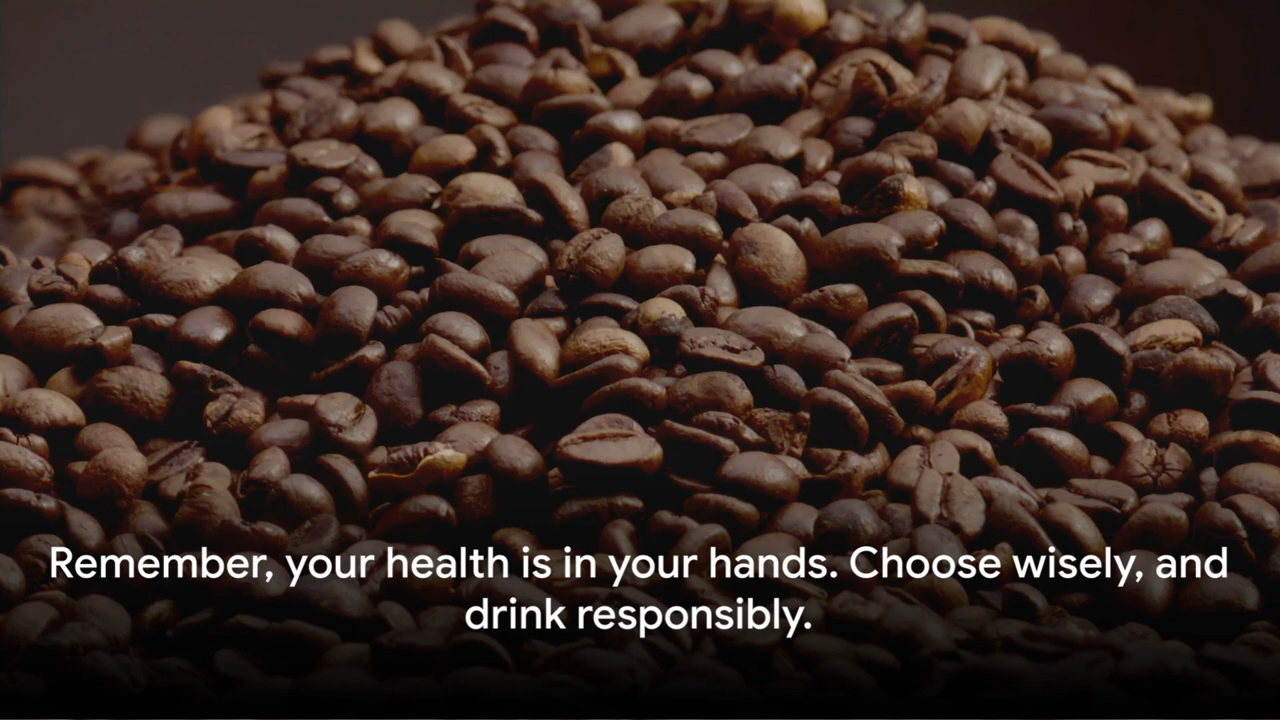 Remember, your health is in your hands. Choose wisely, and
drink responsibly.